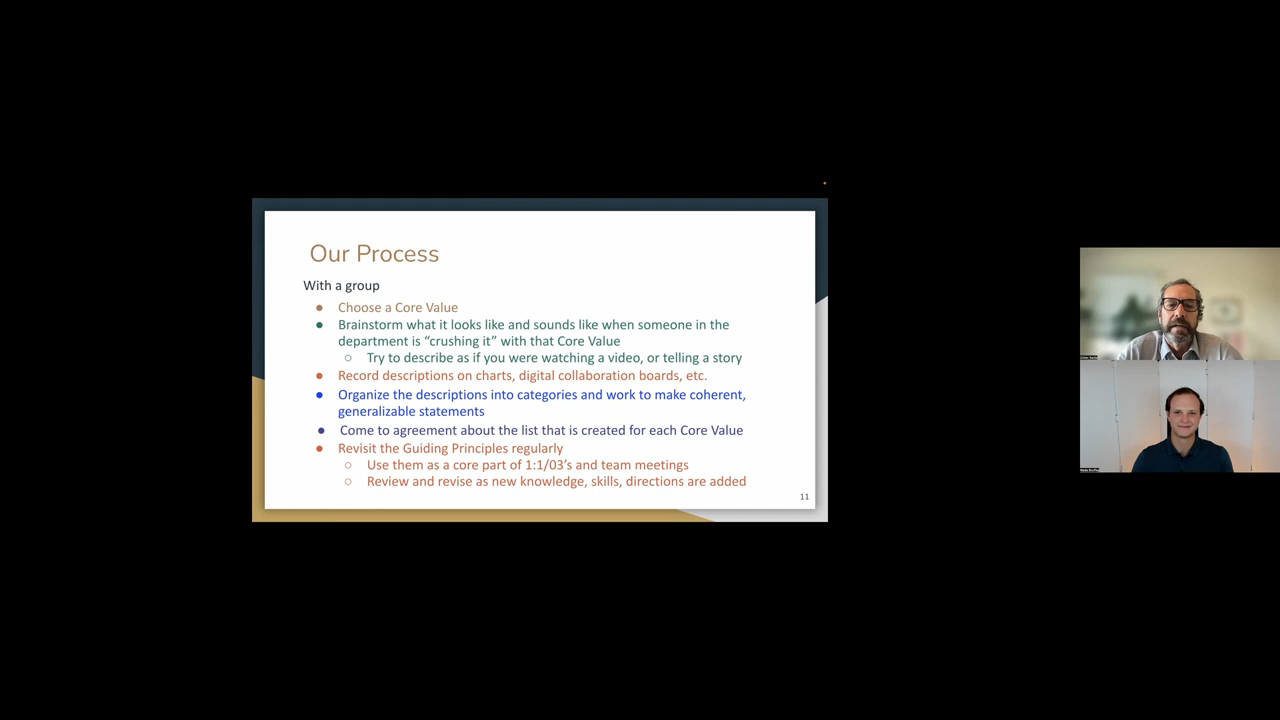 Our Process
With a group
● Choose a Core Value
● Brainstorm what it looks like and sounds like when someone in the
department is “crushing it” with that Core Value
○ Try to describe as if you were watching a video, or telling a story
● Record descriptions on charts, digital collaboration boards, etc.
● Organize the descriptions into categories and work to make coherent,
generalizable statements
● Come to agreement about the list that is created for each Core Value
● Revisit the Guiding Principles regularly
○ Use them as a core part of 1:1/03’s and team meetings
○ Review and revise as new knowledge, skills, directions are added
11